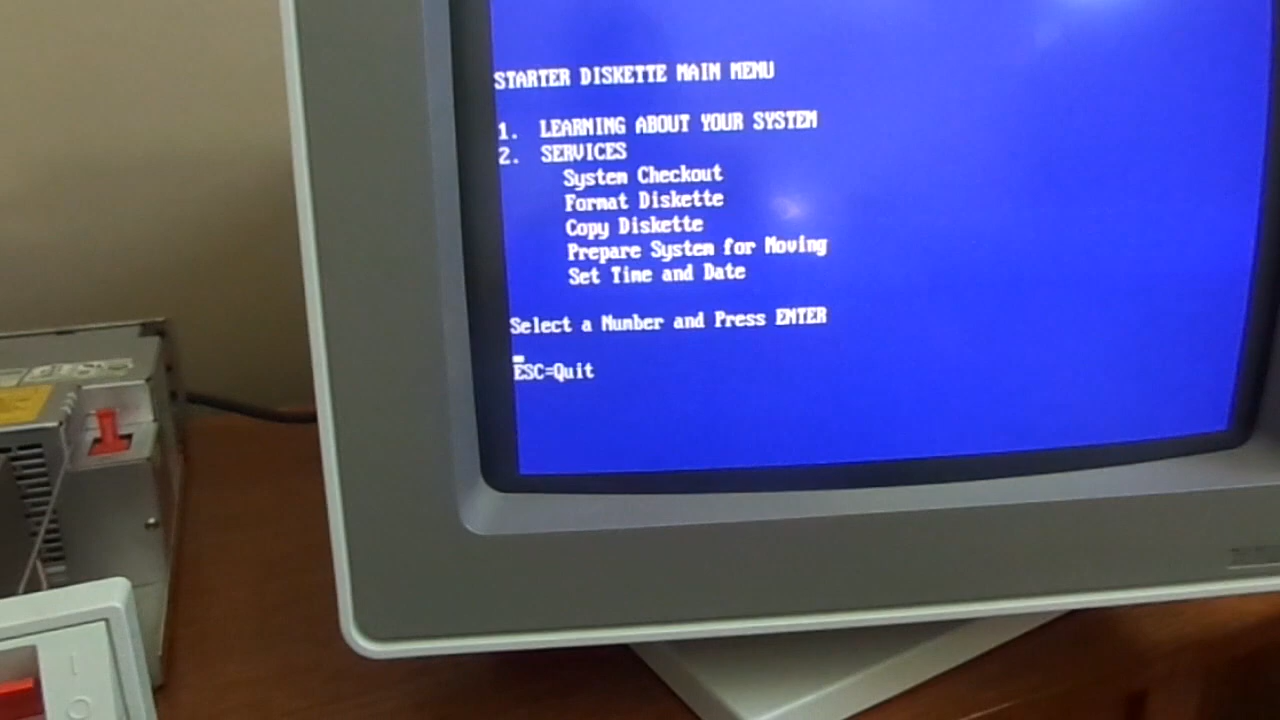 STARTER DISKETTE MAIN MENU
1. LEARNING ABOUT YOUR SYSTEM
2. SERVICES
System Checkout
Format Diskette
Copy Diskette
Prepare System for Moving
Set Time and Date
Select a Number and Press ENTER
ESC=Quit